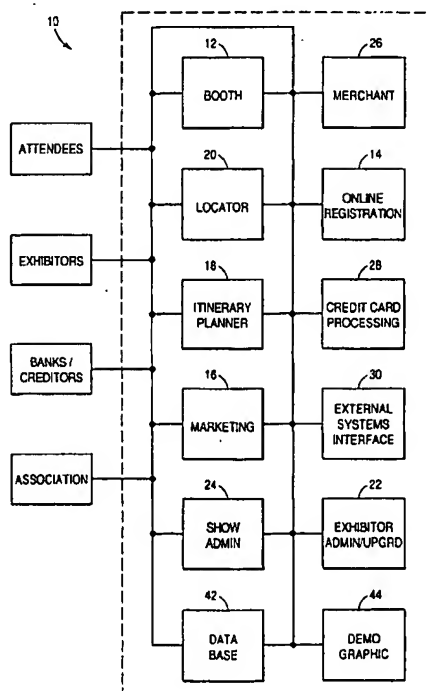 10
12
26
BOOTH
MERCHANT
ATTENDEES
20
14
LOCATOR
ONLINE
REGISTRATION
EXHIBITORS
18
28
ITINERARY
PLANNER
CREDIT CARD
PROCESSING
BANKS /
CREDITORS
16
30
MARKETING
EXTERNAL
SYSTEMS
INTERFACE
ASSOCIATION
24
22
SHOW
ADMIN
EXHIBITOR
ADMIN/UPGRD
42
44
DATA
BASE
DEMO
GRAPHIC